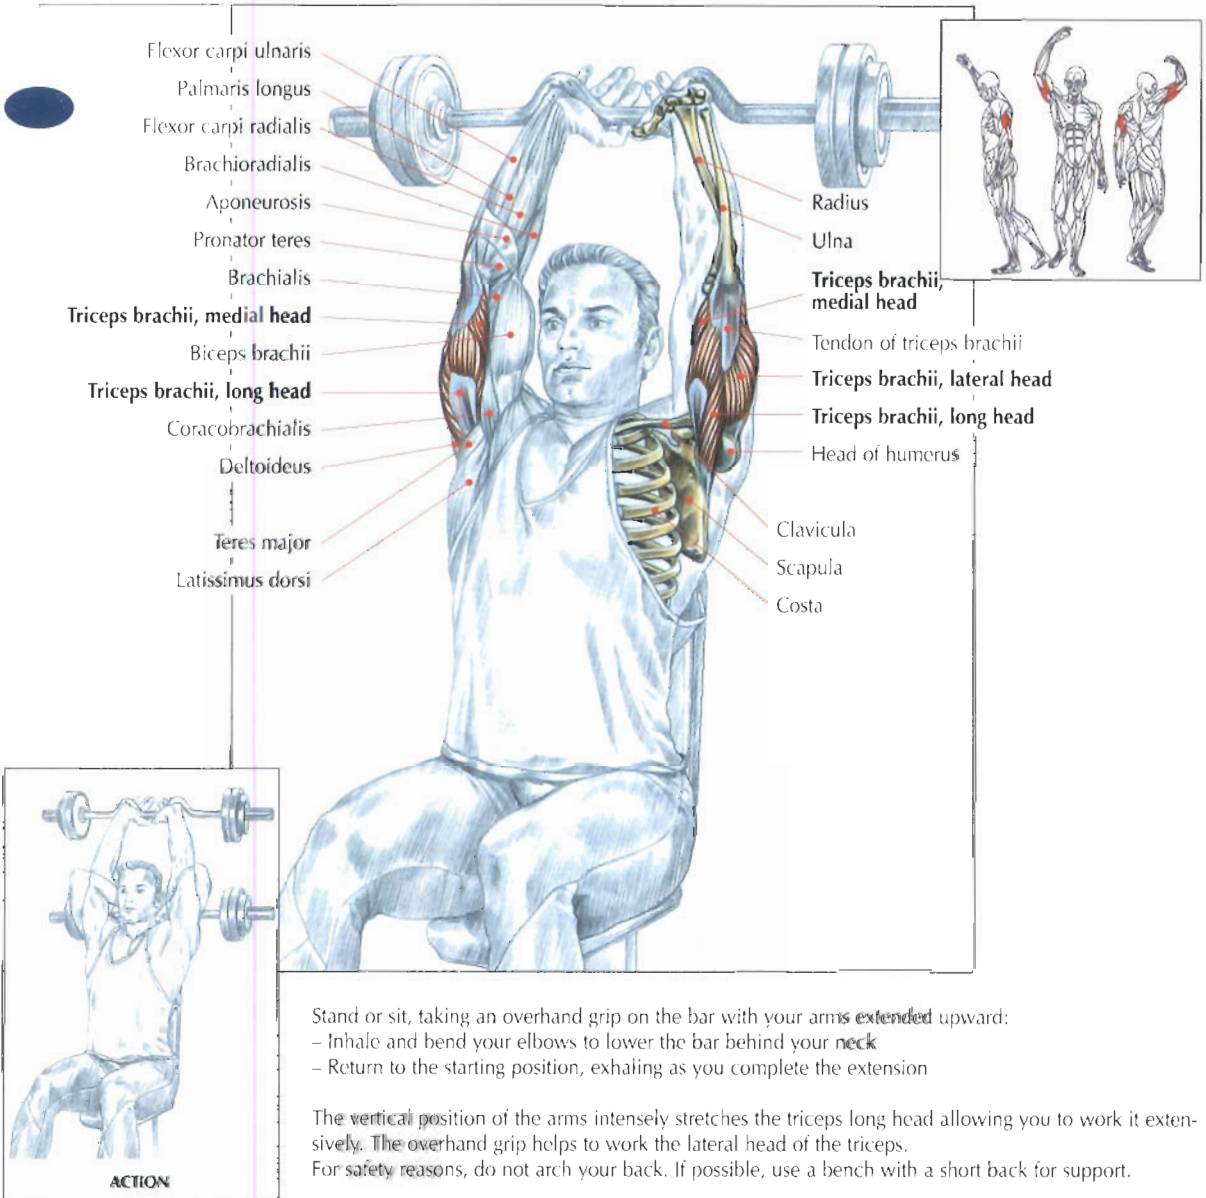 Flexor carpi ulnaris
Palmaris longus
Flexor carpi radialis
Brachioradialis
Aponeurosis
Pronator teres
Brachialis
Triceps brachii, medial head
Biceps brachii
Triceps brachii, long head
Coracobrachialis
Deltoideus
Teres major
Latissimus dorsi
Radius
Ulna
Triceps brachii,
medial head
Tendon of triceps brachii
Triceps brachii, lateral head
Triceps brachii, long head
Head of humerus
Clavicula
Scapula
Costa
ACTION
Stand or sit, taking an overhand grip on the bar with your arms extended upward:
– Inhale and bend your elbows to lower the bar behind your neck
– Return to the starting position, exhaling as you complete the extension
The vertical position of the arms intensely stretches the triceps long head allowing you to work it exten-
sively. The overhand grip helps to work the lateral head of the triceps.
For safety reasons, do not arch your back. If possible, use a bench with a short back for support.